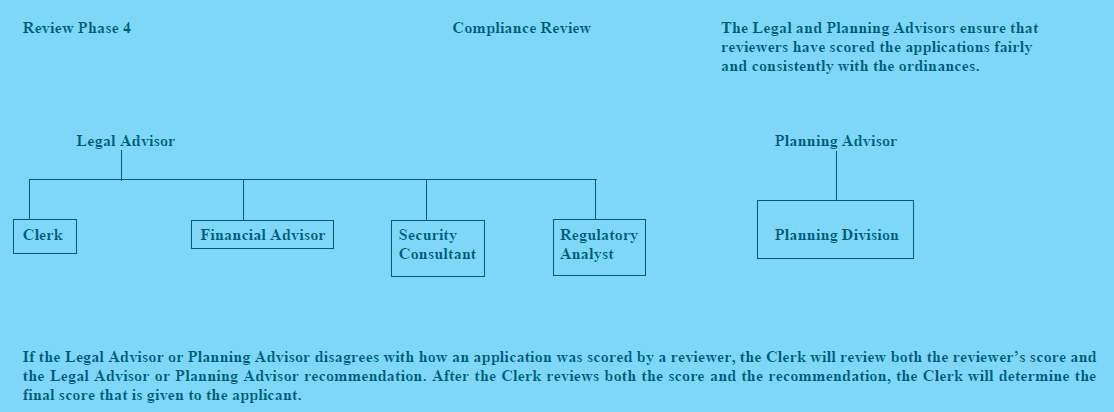 Review Phase 4
Compliance Review
The Legal and Planning Advisors ensure that
reviewers have scored the applications fairly
and consistently with the ordinances.
Legal Advisor
Planning Advisor
Clerk
Financial Advisor
Security
Consultant
Regulatory
Analyst
Planning Division
If the Legal Advisor or Planning Advisor disagrees with how an application was scored by a reviewer, the Clerk will review both the reviewer’s score and
the Legal Advisor or Planning Advisor recommendation. After the Clerk reviews both the score and the recommendation, the Clerk will determine the
final score that is given to the applicant.